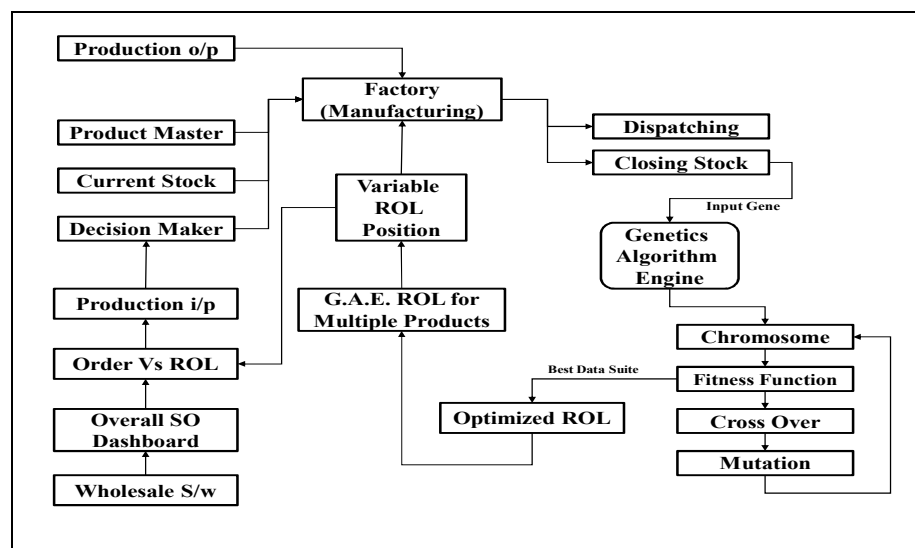 Production o/p
Factory
(Manufacturing)
Product Master
Dispatching
Current Stock
Closing Stock
Variable
ROL
Position
Input Gene
Decision Maker
Genetics
Algorithm
Engine
Production i/p
G.A.E. ROL for
Multiple Products
Chromosome
Order Vs ROL
Best Data Suite
Fitness Function
Overall SO
Dashboard
Optimized ROL
Cross Over
Mutation
Wholesale S/w